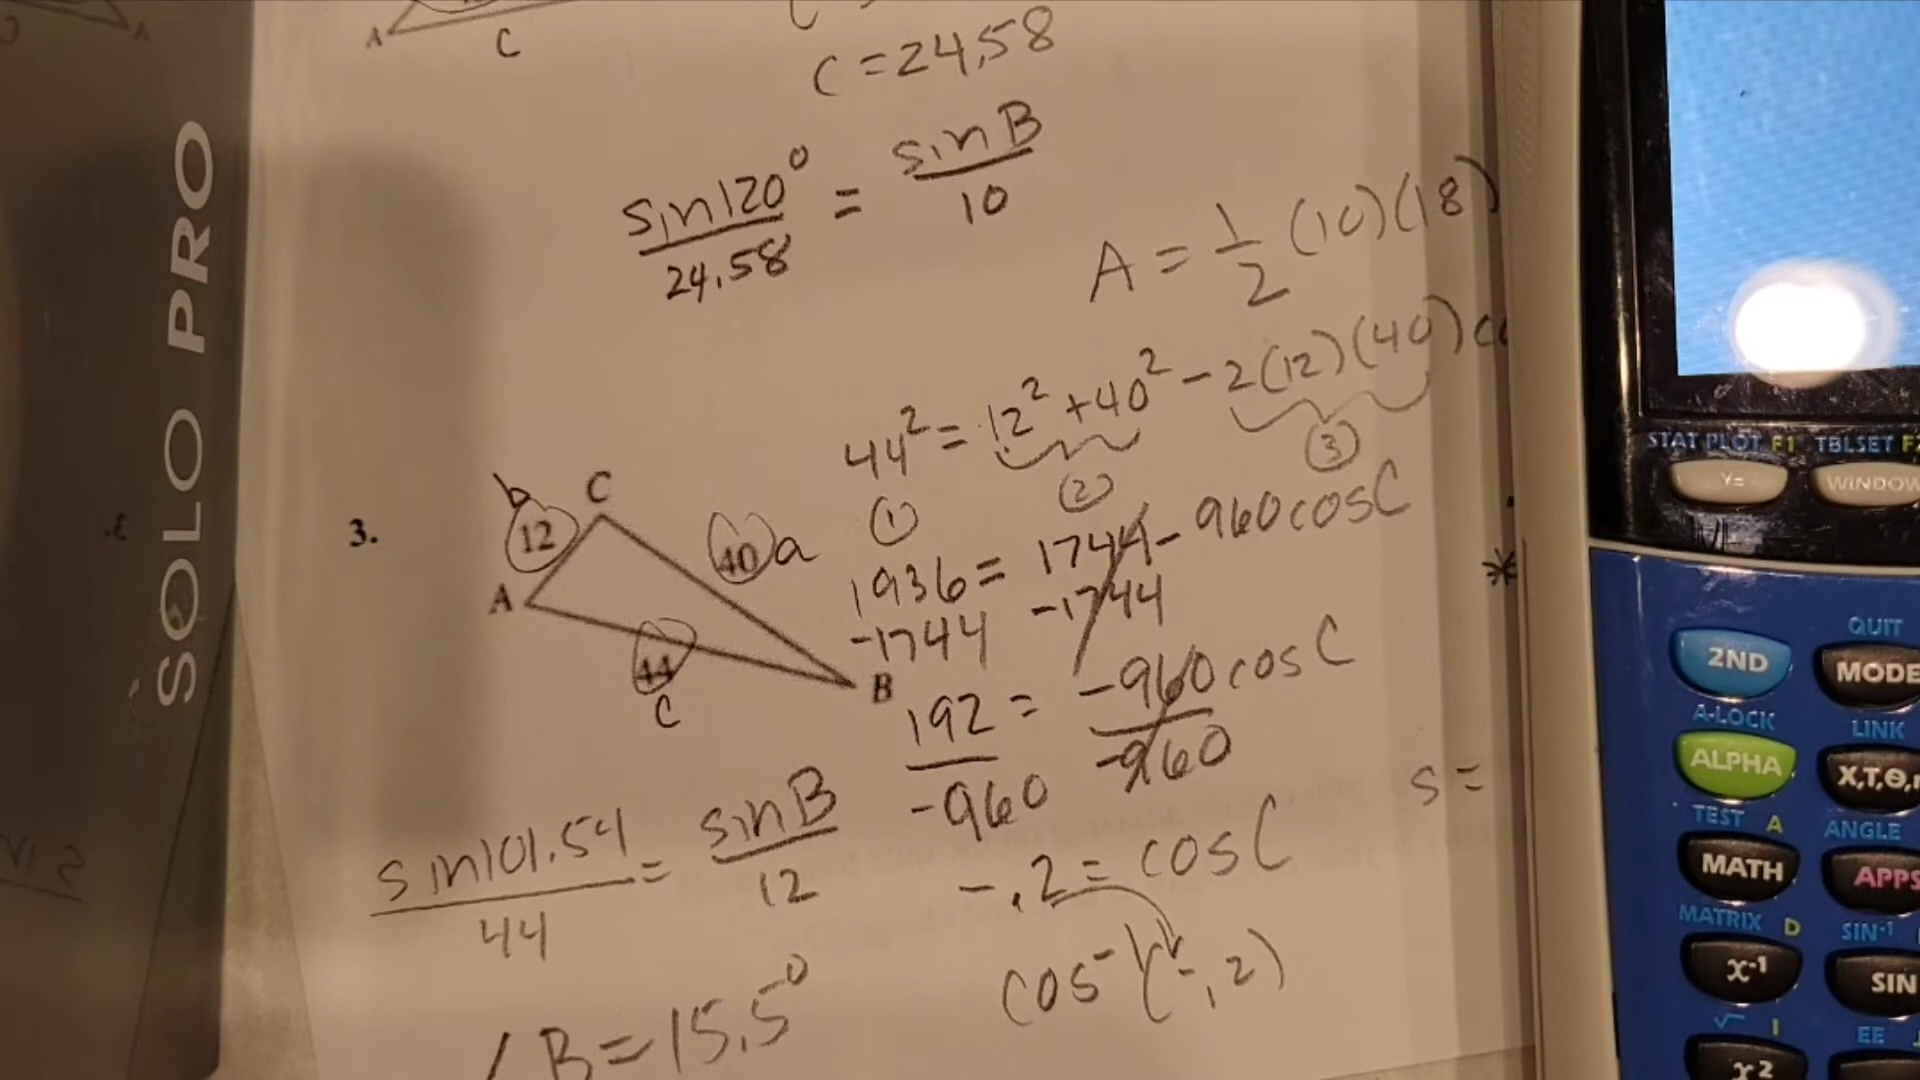 A
C
C = 24.58
sin120° / 24.58 = sinB / 10
A = 1/2 (10)(18)
44² = 12² + 40² - 2(12)(40)
① ② ③
3.
b
12
C
40 a
A
44
c
B
1936 = 1744 - 960cosC
-1744 -1744
192 / -960 = -960cosC / -960
-.2 = cosC
cos⁻¹(-.2)
sin101.54 / 44 = sinB / 12
∠B = 15.5°
s =
*
SOLO PRO
STAT PLOT F1 TBLSET
Y= WINDOW
QUIT
2ND MODE
A-LOCK LINK
ALPHA X,T,Θ,n
TEST A ANGLE
MATH APPS
MATRIX D SIN⁻¹
x⁻¹ SIN
√ I EE
x²